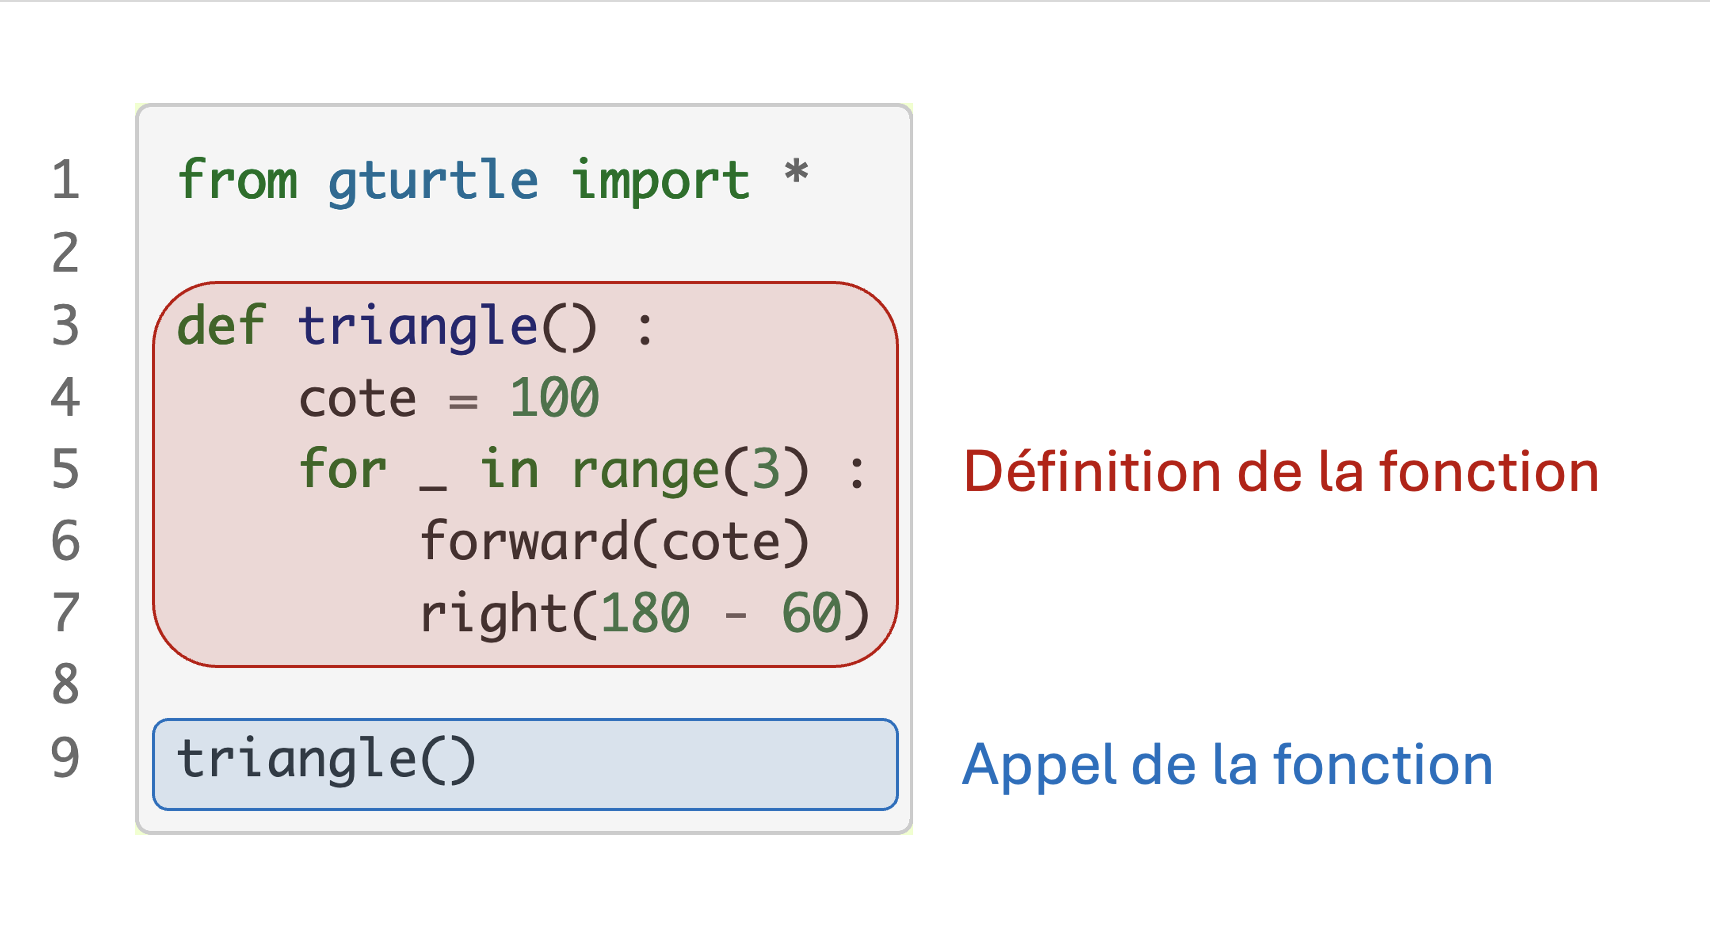 1 from gturtle import *
2
3 def triangle() :
4     cote = 100
5     for _ in range(3) :
Définition de la fonction
6         forward(cote)
7         right(180 - 60)
8
9 triangle()
Appel de la fonction